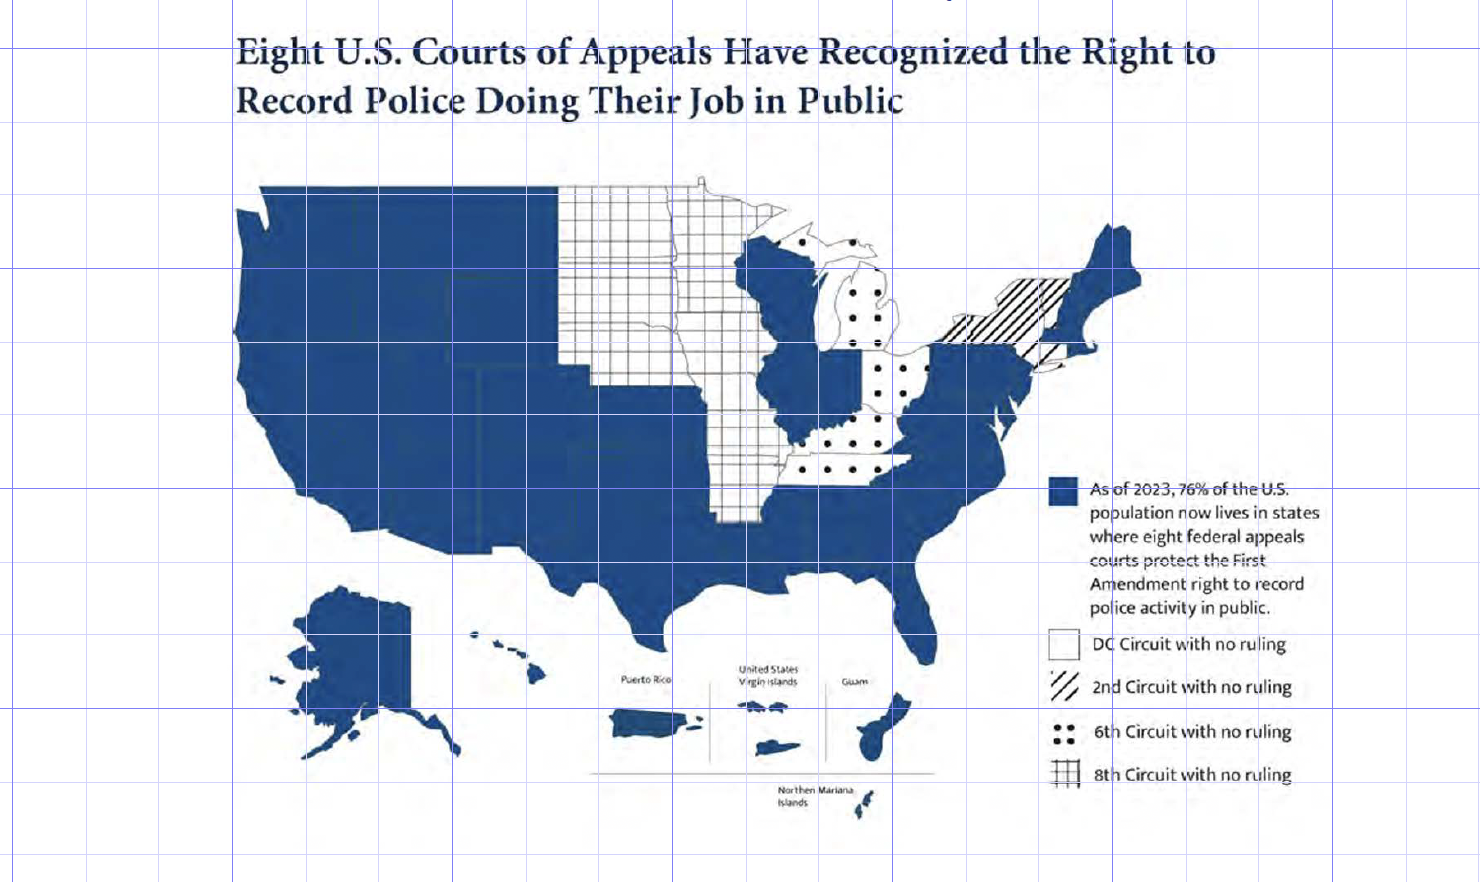 Eight U.S. Courts of Appeals Have Recognized the Right to
Record Police Doing Their Job in Public
As of 2023, 76% of the U.S.
population now lives in states
where eight federal appeals
courts protect the First
Amendment right to record
police activity in public.
DC Circuit with no ruling
2nd Circuit with no ruling
6th Circuit with no ruling
8th Circuit with no ruling
Puerto Rico
United States
Virgin Islands
Guam
Northen Mariana
Islands